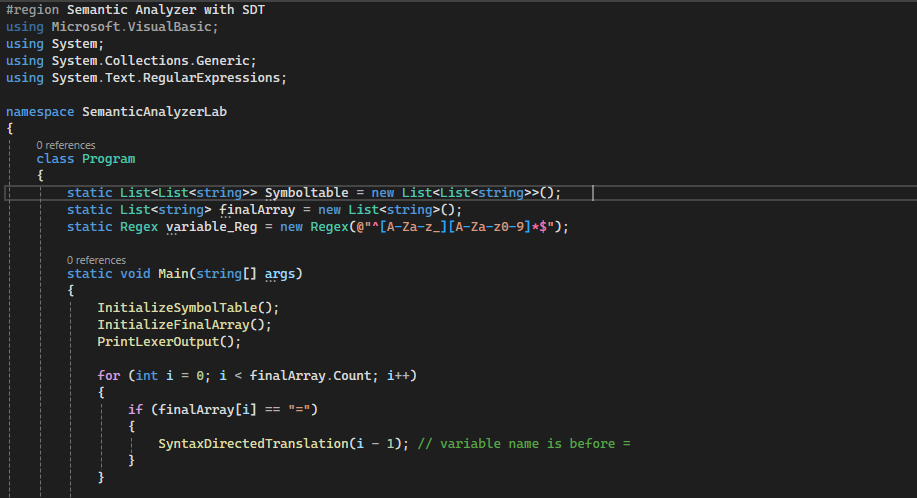 #region Semantic Analyzer with SDT
using Microsoft.VisualBasic;
using System;
using System.Collections.Generic;
using System.Text.RegularExpressions;
namespace SemanticAnalyzerLab
{
0 references
class Program
{
static List<List<string>> Symboltable = new List<List<string>>();
static List<string> finalArray = new List<string>();
static Regex variable_Reg = new Regex(@"^[A-Za-z_][A-Za-z0-9]*$");
0 references
static void Main(string[] args)
{
InitializeSymbolTable();
InitializeFinalArray();
PrintLexerOutput();
for (int i = 0; i < finalArray.Count; i++)
{
if (finalArray[i] == "=")
{
SyntaxDirectedTranslation(i - 1); // variable name is before =
}
}